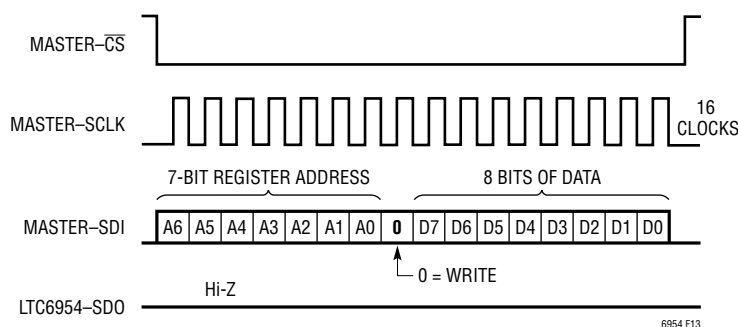 MASTER–C̅S̅
MASTER–SCLK
16
CLOCKS
7-BIT REGISTER ADDRESS
8 BITS OF DATA
MASTER–SDI
A6 A5 A4 A3 A2 A1 A0 0 D7 D6 D5 D4 D3 D2 D1 D0
0 = WRITE
Hi-Z
LTC6954–SDO
6954 F13